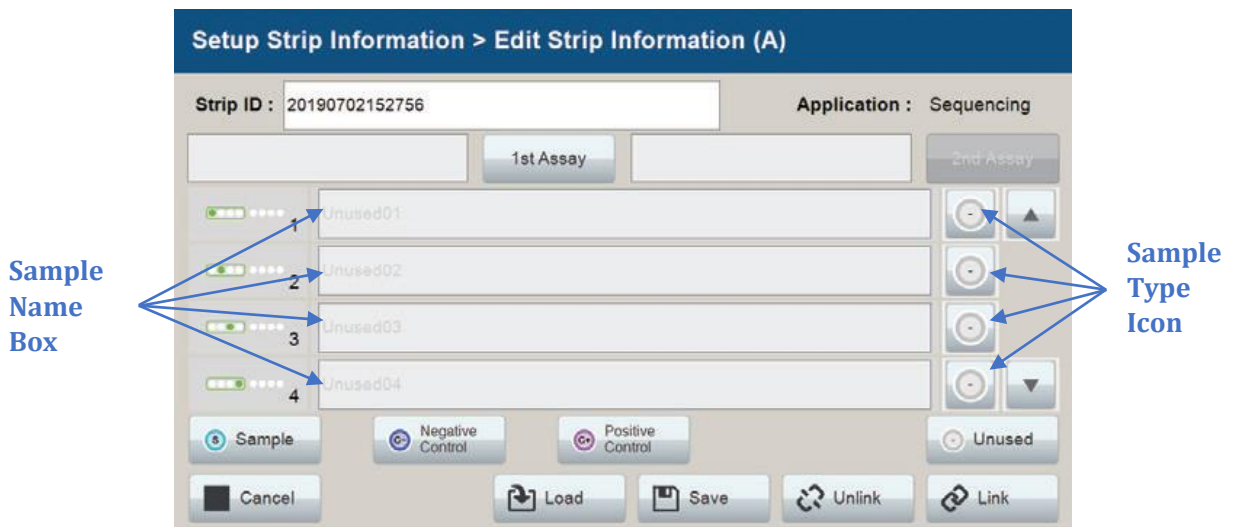 Setup Strip Information > Edit Strip Information (A)
Strip ID : 20190702152756 Application : Sequencing
1st Assay 2nd Assay
1 Unused01 -
2 Unused02 -
3 Unused03 -
4 Unused04 -
Sample
Name
Box
Sample
Type
Icon
S Sample C- Negative
Control C+ Positive
Control - Unused
Cancel Load Save Unlink Link